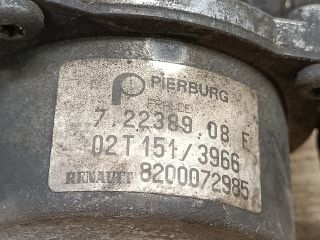 PIERBURG
FRANCE
7.22389.08 F
02T 151/3966
RENAULT 8200072985